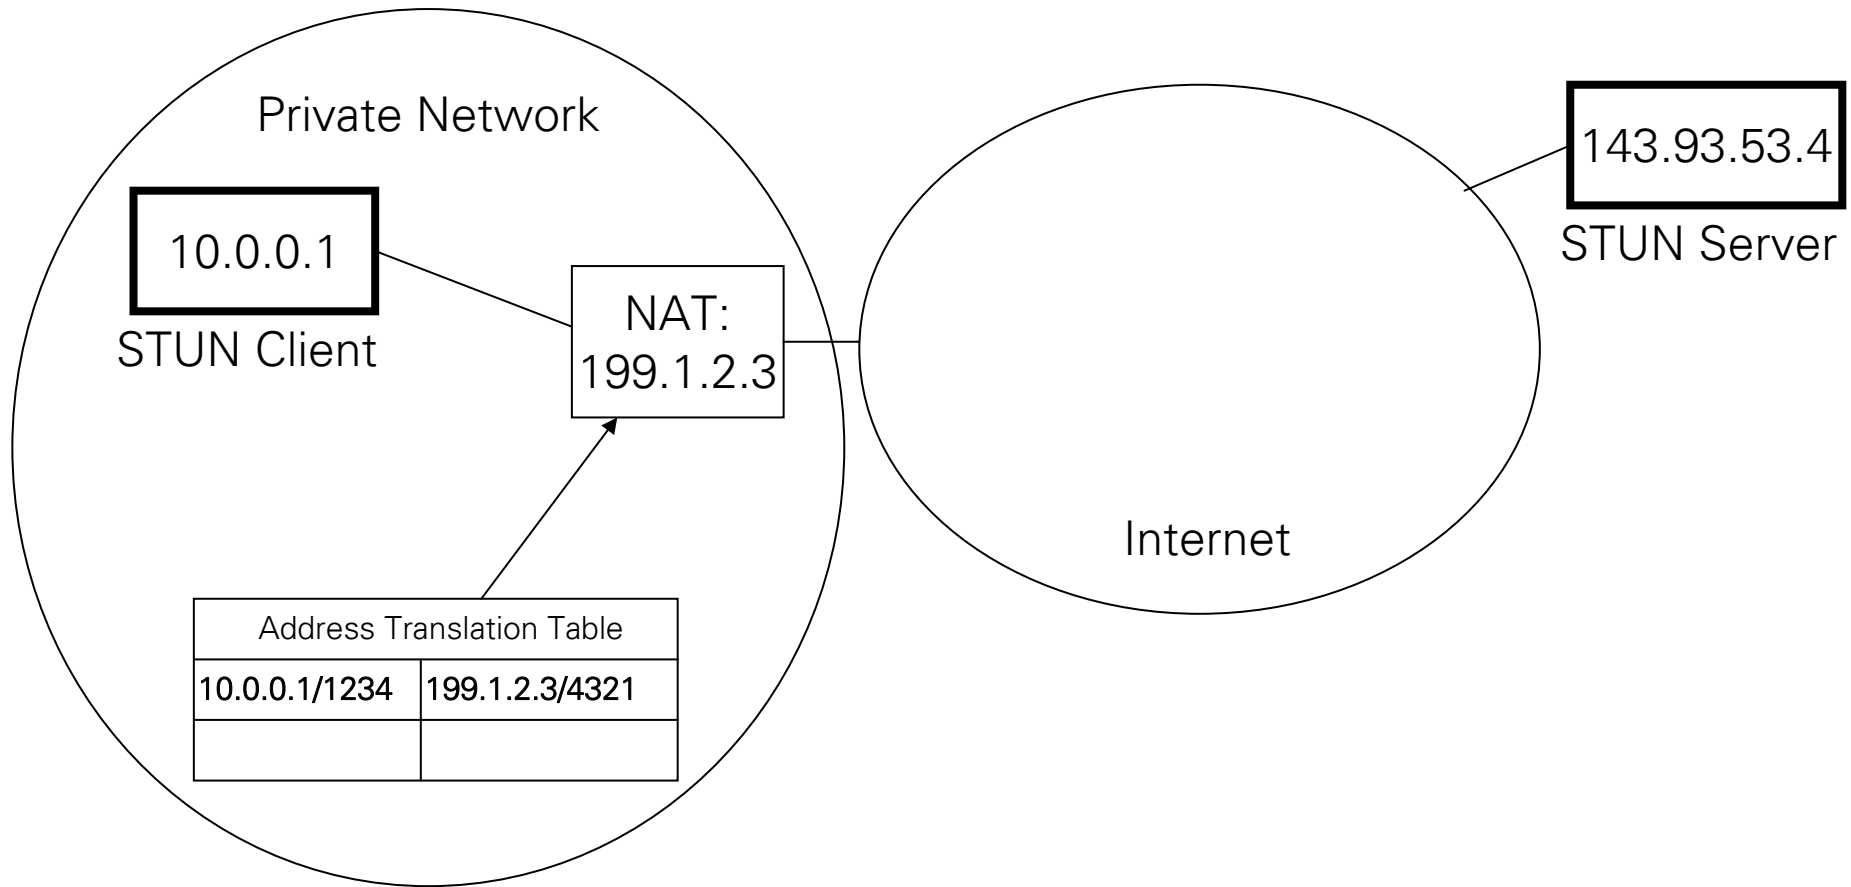 Private Network
10.0.0.1
STUN Client
NAT:
199.1.2.3
Address Translation Table
10.0.0.1/1234 199.1.2.3/4321
Internet
143.93.53.4
STUN Server